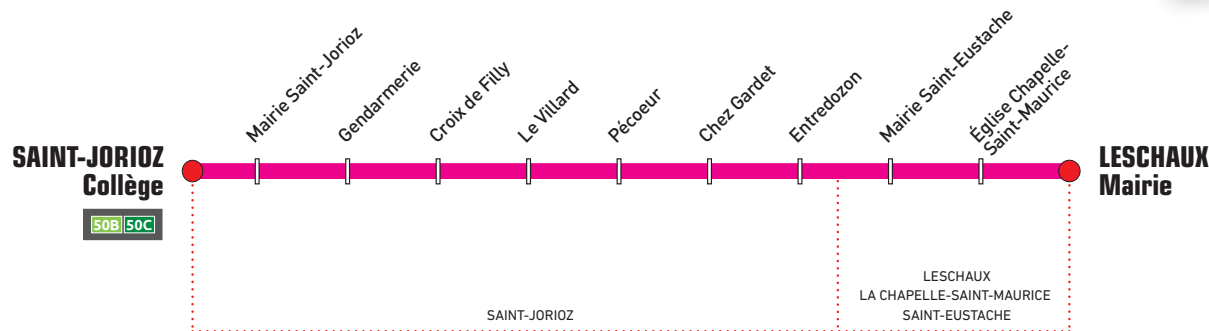 Mairie Saint-Jorioz
Gendarmerie
Croix de Filly
Le Villard
Pécoeur
Chez Gardet
Entredozon
Mairie Saint-Eustache
Église Chapelle-
Saint-Maurice
SAINT-JORIOZ
Collège
50B 50C
LESCHAUX
Mairie
SAINT-JORIOZ
LESCHAUX
LA CHAPELLE-SAINT-MAURICE
SAINT-EUSTACHE